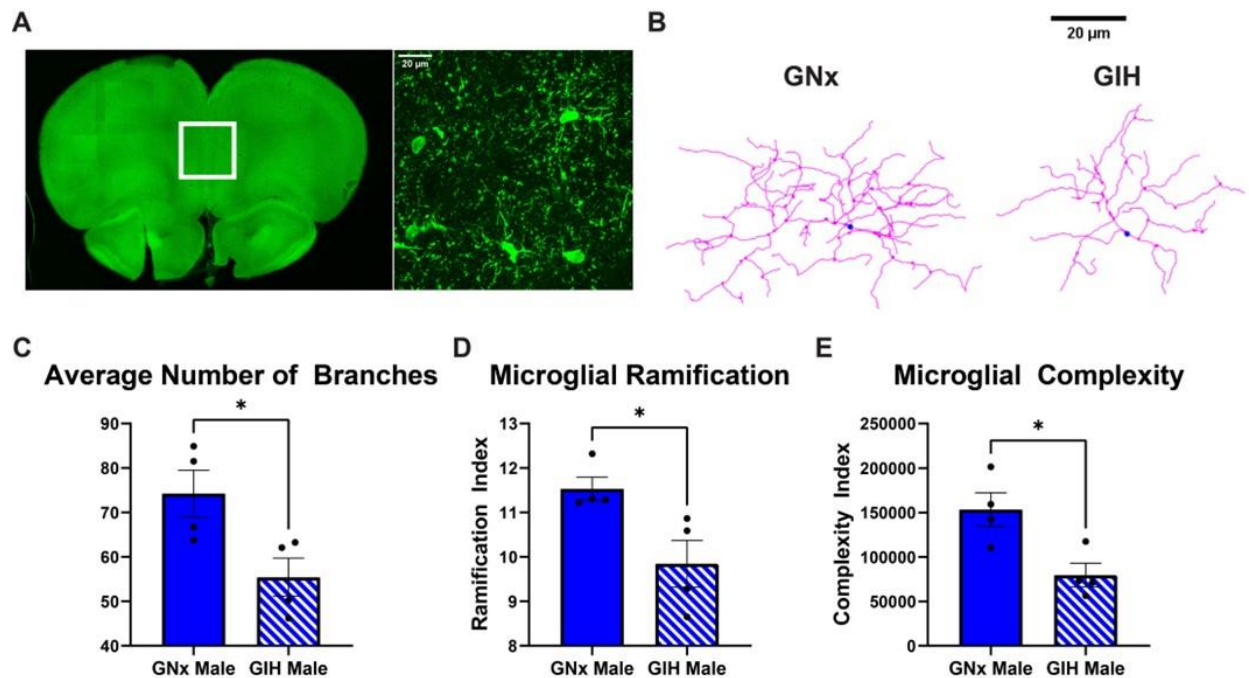 A
20 µm
B
20 µm
GNx
GIH
C
Average Number of Branches
*
90
80
70
60
50
40
GNx Male
GIH Male
D
Microglial Ramification
*
Ramification Index
13
12
11
10
9
8
GNx Male
GIH Male
E
Microglial Complexity
*
Complexity Index
250000
200000
150000
100000
50000
0
GNx Male
GIH Male